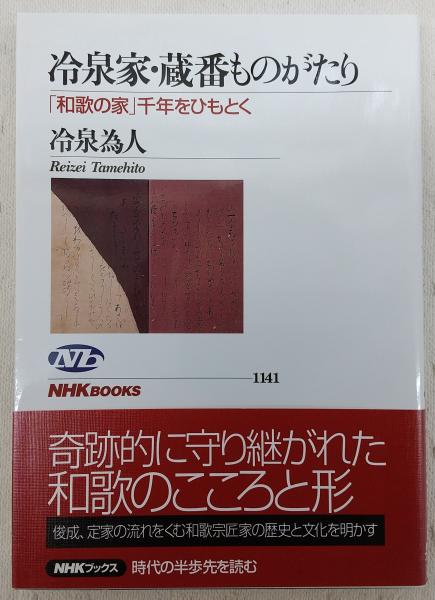 冷泉家・蔵番ものがたり
「和歌の家」千年をひもとく
冷泉為人
Reizei Tamehito
Nb
1141
NHK BOOKS
奇跡的に守り継がれた
和歌のこころと形
俊成、定家の流れをくむ和歌宗匠家の歴史と文化を明かす
NHKブックス 時代の半歩先を読む